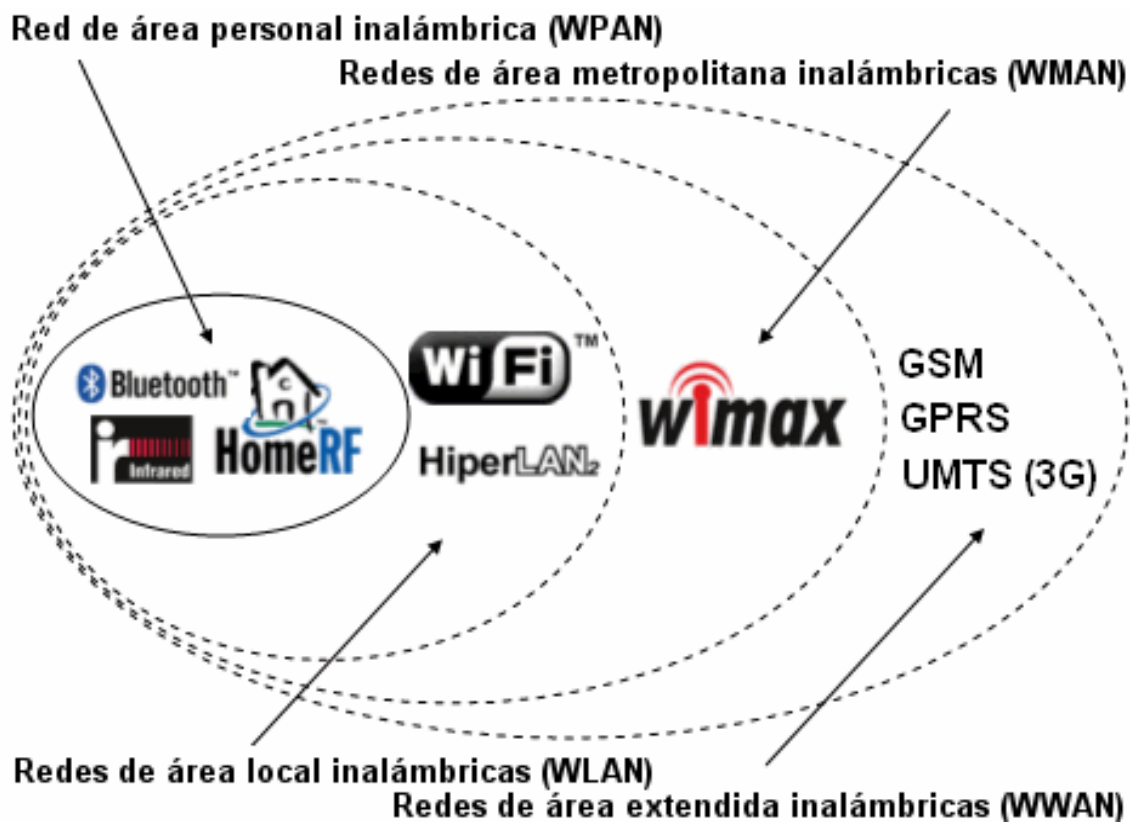 Red de área personal inalámbrica (WPAN)
Redes de área metropolitana inalámbricas (WMAN)
Bluetooth™
Infrared
HomeRF™
WiFi™
HiperLAN2
wimax
GSM
GPRS
UMTS (3G)
Redes de área local inalámbricas (WLAN)
Redes de área extendida inalámbricas (WWAN)